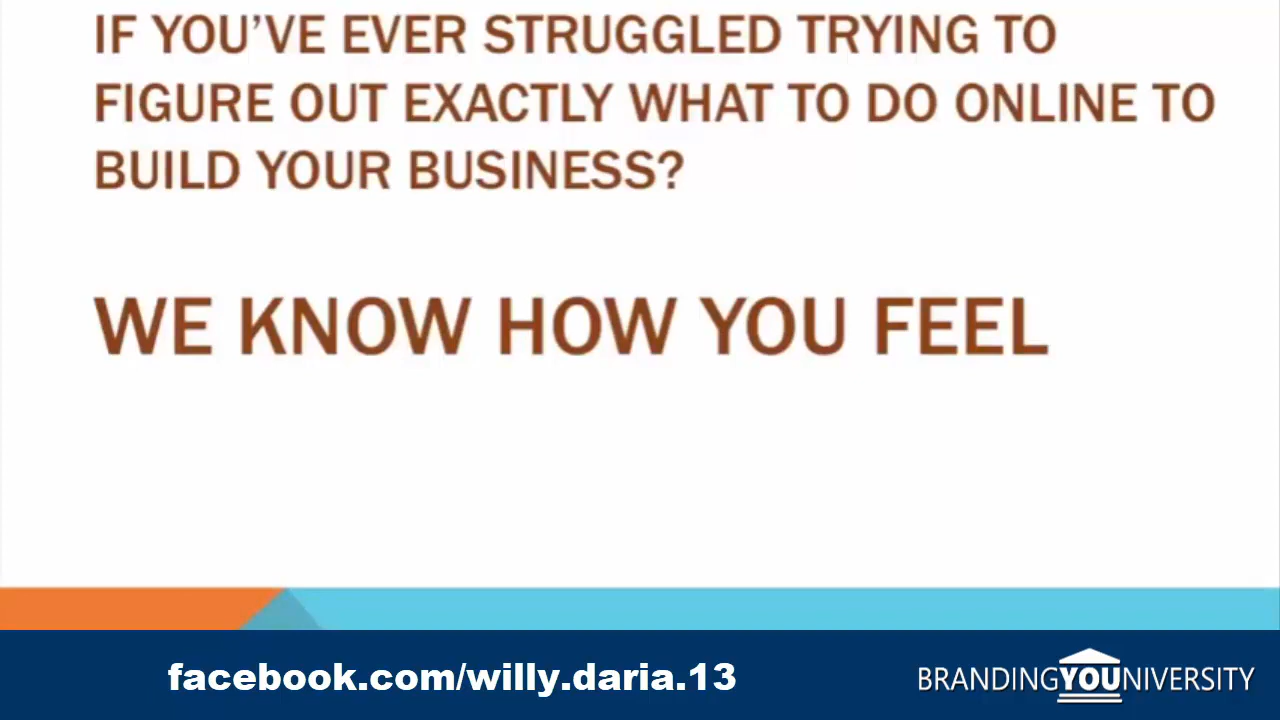 IF YOU’VE EVER STRUGGLED TRYING TO
FIGURE OUT EXACTLY WHAT TO DO ONLINE TO
BUILD YOUR BUSINESS?
WE KNOW HOW YOU FEEL
facebook.com/willy.daria.13
BRANDINGYOUNIVERSITY